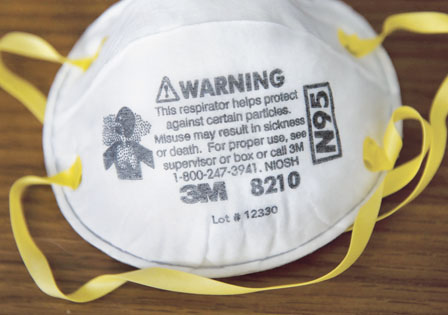 ⚠WARNING
This respirator helps protect
against certain particles.
Misuse may result in sickness
or death. For proper use, see
supervisor or box or call 3M
1-800-247-3941. NIOSH
3M 8210
N95
Lot # 12330